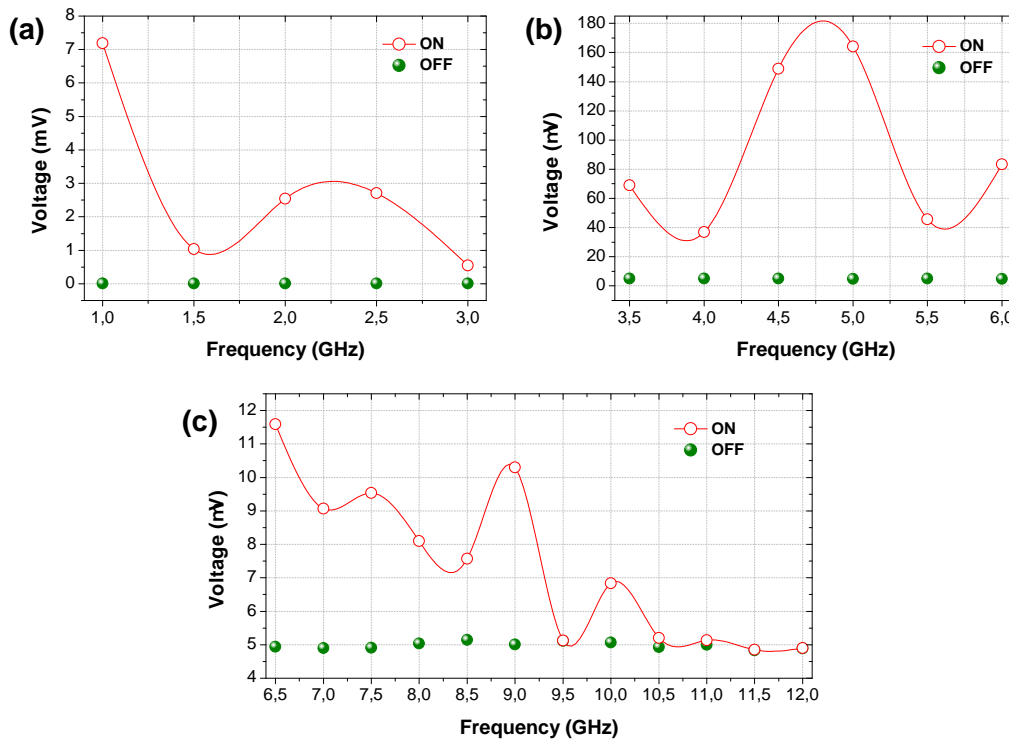 (a)
8
7
6
5
4
3
2
1
0
Voltage (mV)
ON
OFF
1,0 1,5 2,0 2,5 3,0
Frequency (GHz)
(b)
180
160
140
120
100
80
60
40
20
0
Voltage (mV)
ON
OFF
3,5 4,0 4,5 5,0 5,5 6,0
Frequency (GHz)
(c)
12
11
10
9
8
7
6
5
4
Voltage (mV)
ON
OFF
6,5 7,0 7,5 8,0 8,5 9,0 9,5 10,0 10,5 11,0 11,5 12,0
Frequency (GHz)